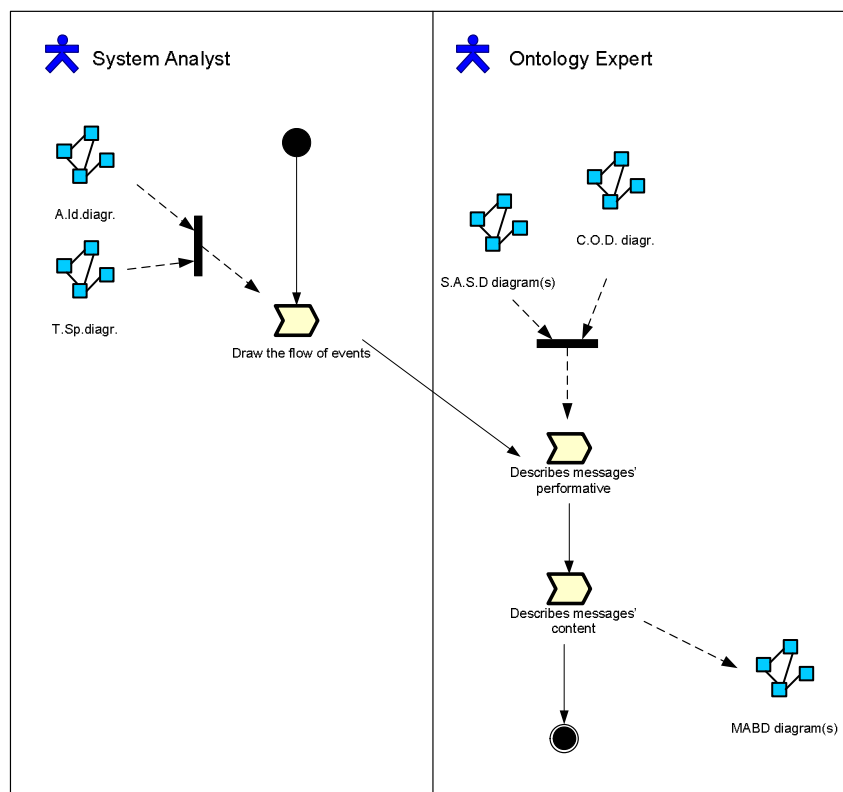 System Analyst
Ontology Expert
A.Id.diagr.
T.Sp.diagr.
Draw the flow of events
C.O.D. diagr.
S.A.S.D diagram(s)
Describes messages'
performative
Describes messages'
content
MABD diagram(s)